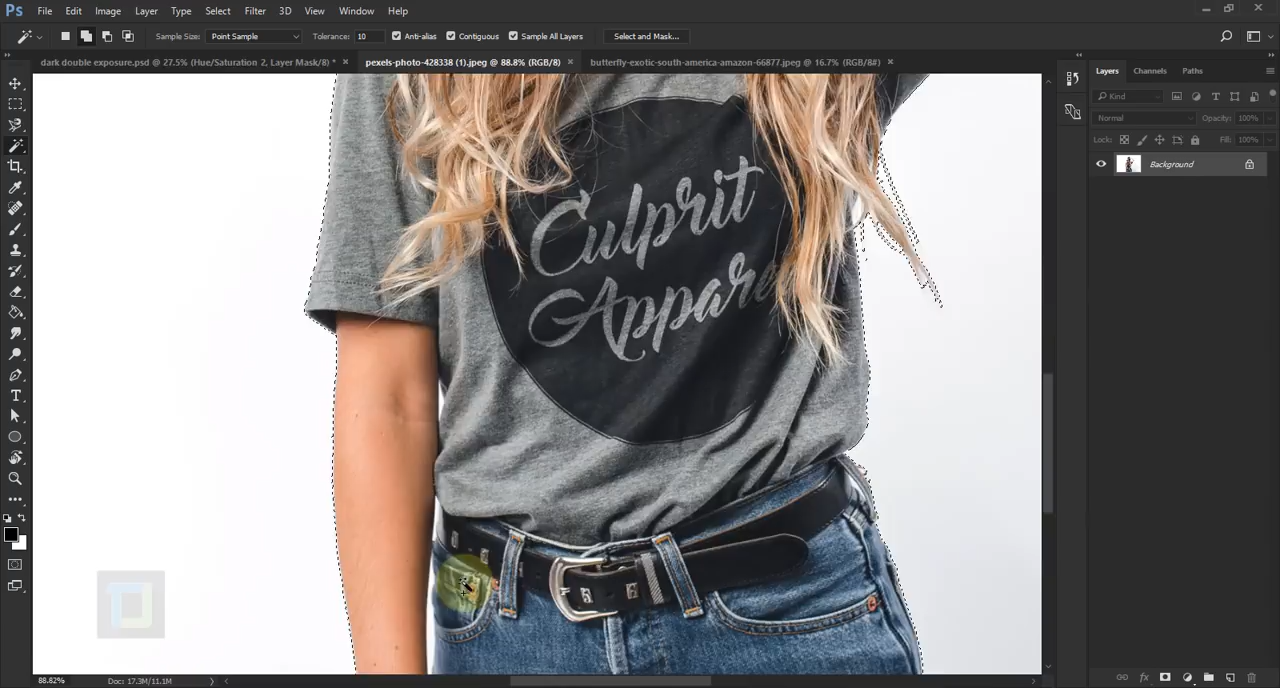 Ps File Edit Image Layer Type Select Filter 3D View Window Help
Sample Size: Point Sample Tolerance: 10 Anti-alias Contiguous Sample All Layers Select and Mask...
dark double exposure.psd @ 27.5% (Hue/Saturation 2, Layer Mask/8) * × pexels-photo-428338 (1).jpeg @ 88.8% (RGB/8) × butterfly-exotic-south-america-amazon-66877.jpeg @ 16.7% (RGB/8#) ×
Layers Channels Paths
Kind
Normal Opacity: 100%
Lock: Fill: 100%
Background
Culprit
Appare
88.82% Doc: 17.3M/11.1M